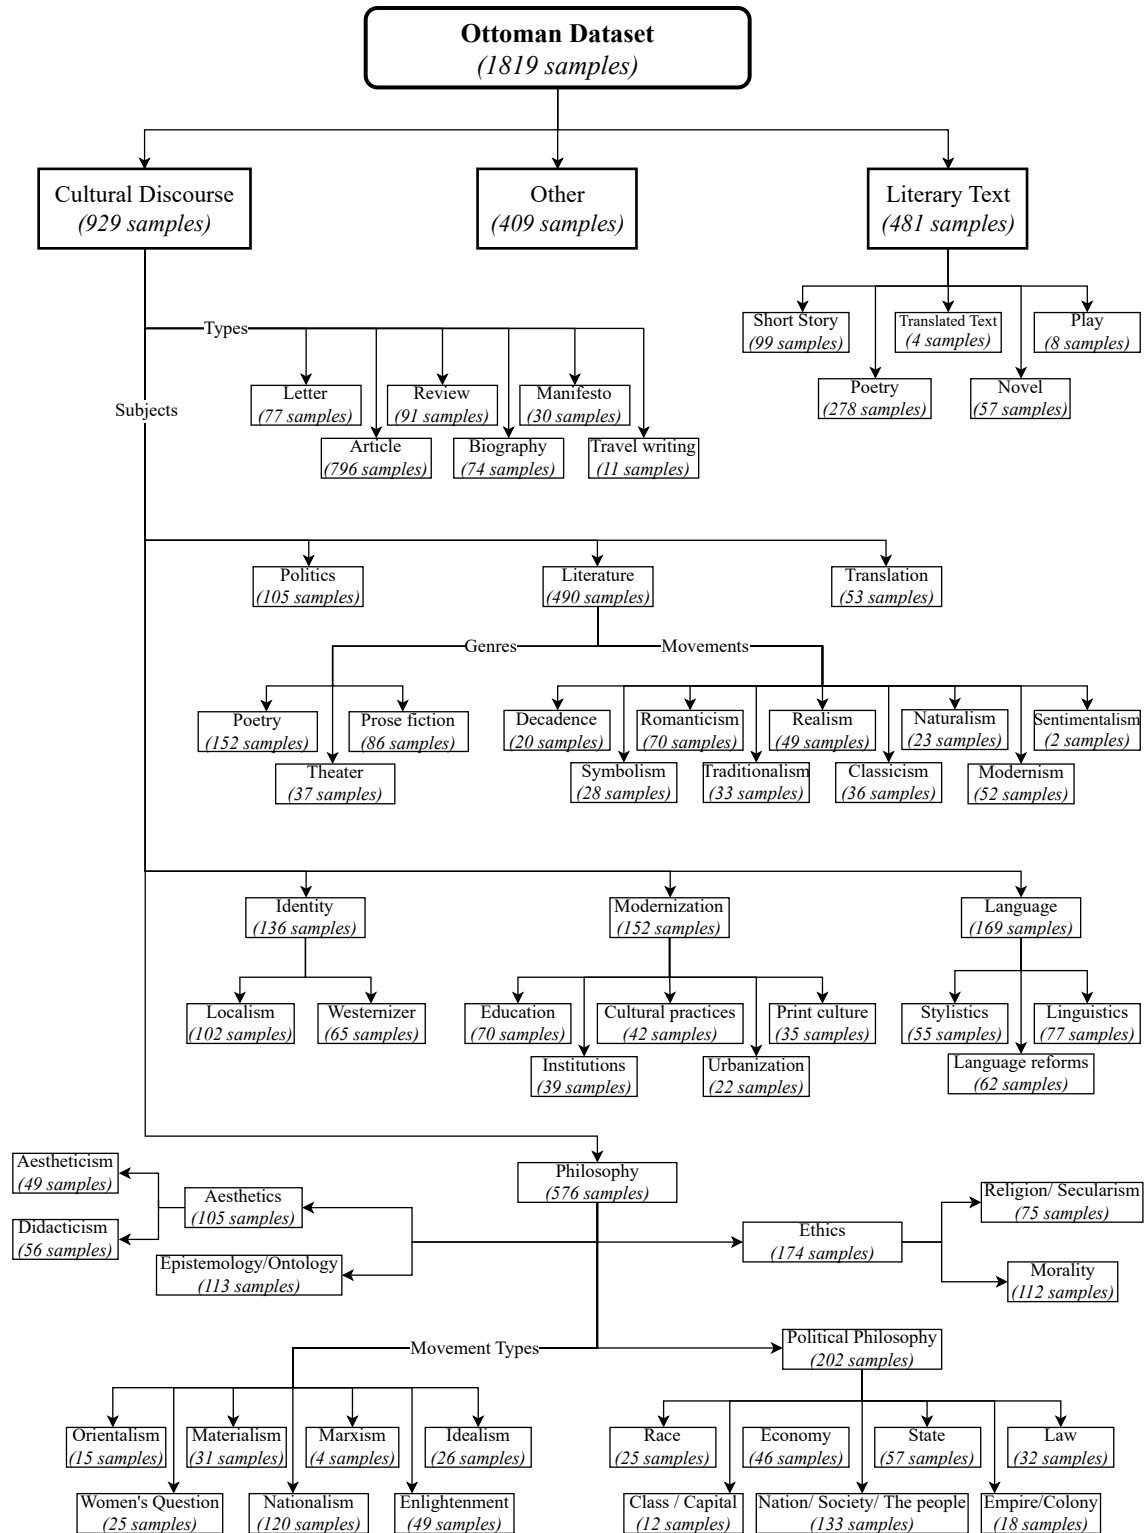 Ottoman Dataset
(1819 samples)
Cultural Discourse
(929 samples)
Other
(409 samples)
Literary Text
(481 samples)
Short Story
(99 samples)
Translated Text
(4 samples)
Play
(8 samples)
Poetry
(278 samples)
Novel
(57 samples)
Types
Letter
(77 samples)
Review
(91 samples)
Manifesto
(30 samples)
Article
(796 samples)
Biography
(74 samples)
Travel writing
(11 samples)
Subjects
Politics
(105 samples)
Literature
(490 samples)
Translation
(53 samples)
Genres
Movements
Poetry
(152 samples)
Prose fiction
(86 samples)
Theater
(37 samples)
Decadence
(20 samples)
Romanticism
(70 samples)
Realism
(49 samples)
Naturalism
(23 samples)
Sentimentalism
(2 samples)
Symbolism
(28 samples)
Traditionalism
(33 samples)
Classicism
(36 samples)
Modernism
(52 samples)
Identity
(136 samples)
Modernization
(152 samples)
Language
(169 samples)
Localism
(102 samples)
Westernizer
(65 samples)
Education
(70 samples)
Cultural practices
(42 samples)
Print culture
(35 samples)
Institutions
(39 samples)
Urbanization
(22 samples)
Stylistics
(55 samples)
Linguistics
(77 samples)
Language reforms
(62 samples)
Philosophy
(576 samples)
Aestheticism
(49 samples)
Aesthetics
(105 samples)
Didacticism
(56 samples)
Epistemology/Ontology
(113 samples)
Ethics
(174 samples)
Religion/ Secularism
(75 samples)
Morality
(112 samples)
Movement Types
Political Philosophy
(202 samples)
Orientalism
(15 samples)
Materialism
(31 samples)
Marxism
(4 samples)
Idealism
(26 samples)
Women's Question
(25 samples)
Nationalism
(120 samples)
Enlightenment
(49 samples)
Race
(25 samples)
Economy
(46 samples)
State
(57 samples)
Law
(32 samples)
Class / Capital
(12 samples)
Nation/ Society/ The people
(133 samples)
Empire/Colony
(18 samples)